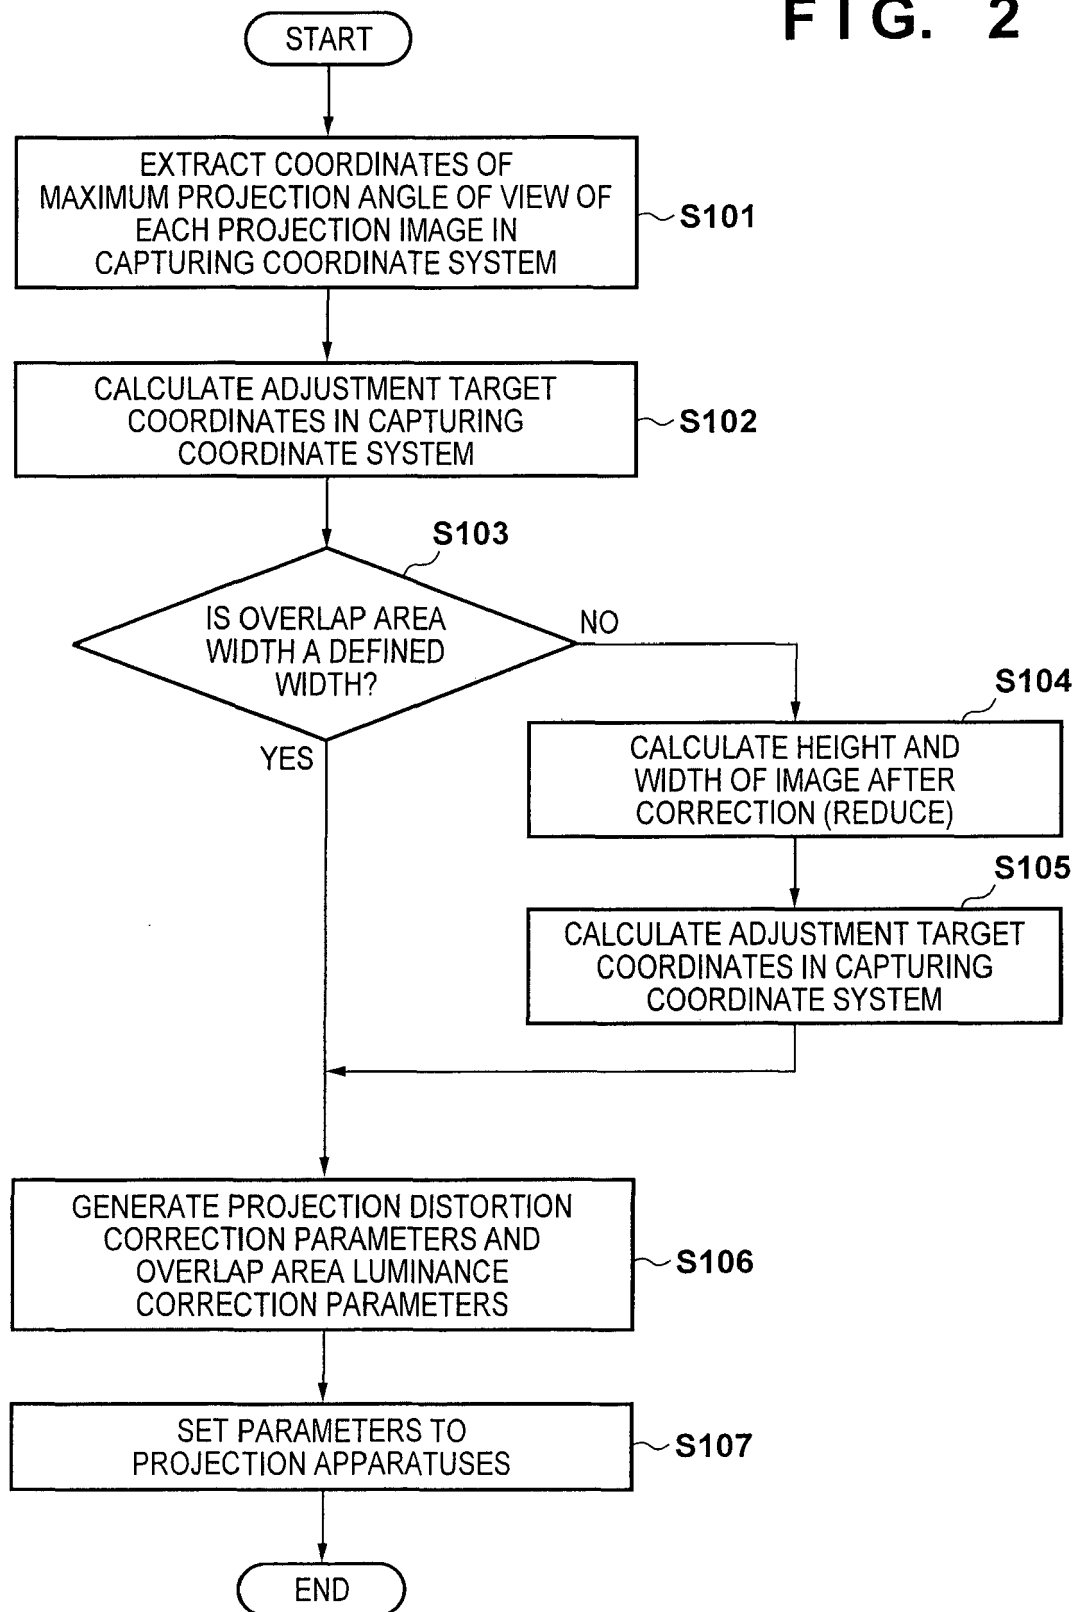 FIG. 2
START
EXTRACT COORDINATES OF
MAXIMUM PROJECTION ANGLE OF VIEW OF
EACH PROJECTION IMAGE IN
CAPTURING COORDINATE SYSTEM
S101
CALCULATE ADJUSTMENT TARGET
COORDINATES IN CAPTURING
COORDINATE SYSTEM
S102
S103
IS OVERLAP AREA
WIDTH A DEFINED
WIDTH?
NO
YES
S104
CALCULATE HEIGHT AND
WIDTH OF IMAGE AFTER
CORRECTION (REDUCE)
S105
CALCULATE ADJUSTMENT TARGET
COORDINATES IN CAPTURING
COORDINATE SYSTEM
GENERATE PROJECTION DISTORTION
CORRECTION PARAMETERS AND
OVERLAP AREA LUMINANCE
CORRECTION PARAMETERS
S106
SET PARAMETERS TO
PROJECTION APPARATUSES
S107
END